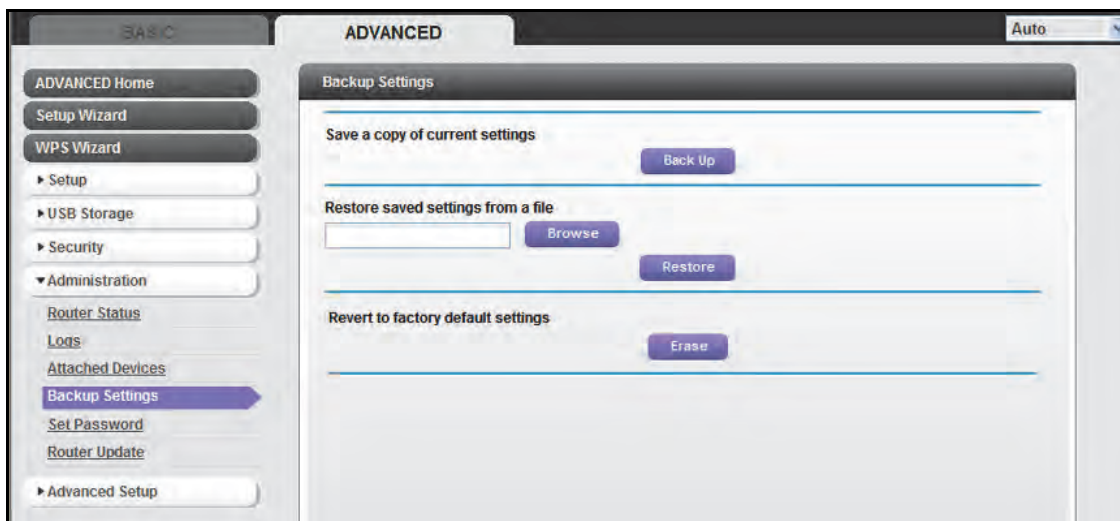 BASIC
ADVANCED
Auto
ADVANCED Home
Setup Wizard
WPS Wizard
Setup
USB Storage
Security
Administration
Router Status
Logs
Attached Devices
Backup Settings
Set Password
Router Update
Advanced Setup
Backup Settings
Save a copy of current settings
Back Up
Restore saved settings from a file
Browse
Restore
Revert to factory default settings
Erase